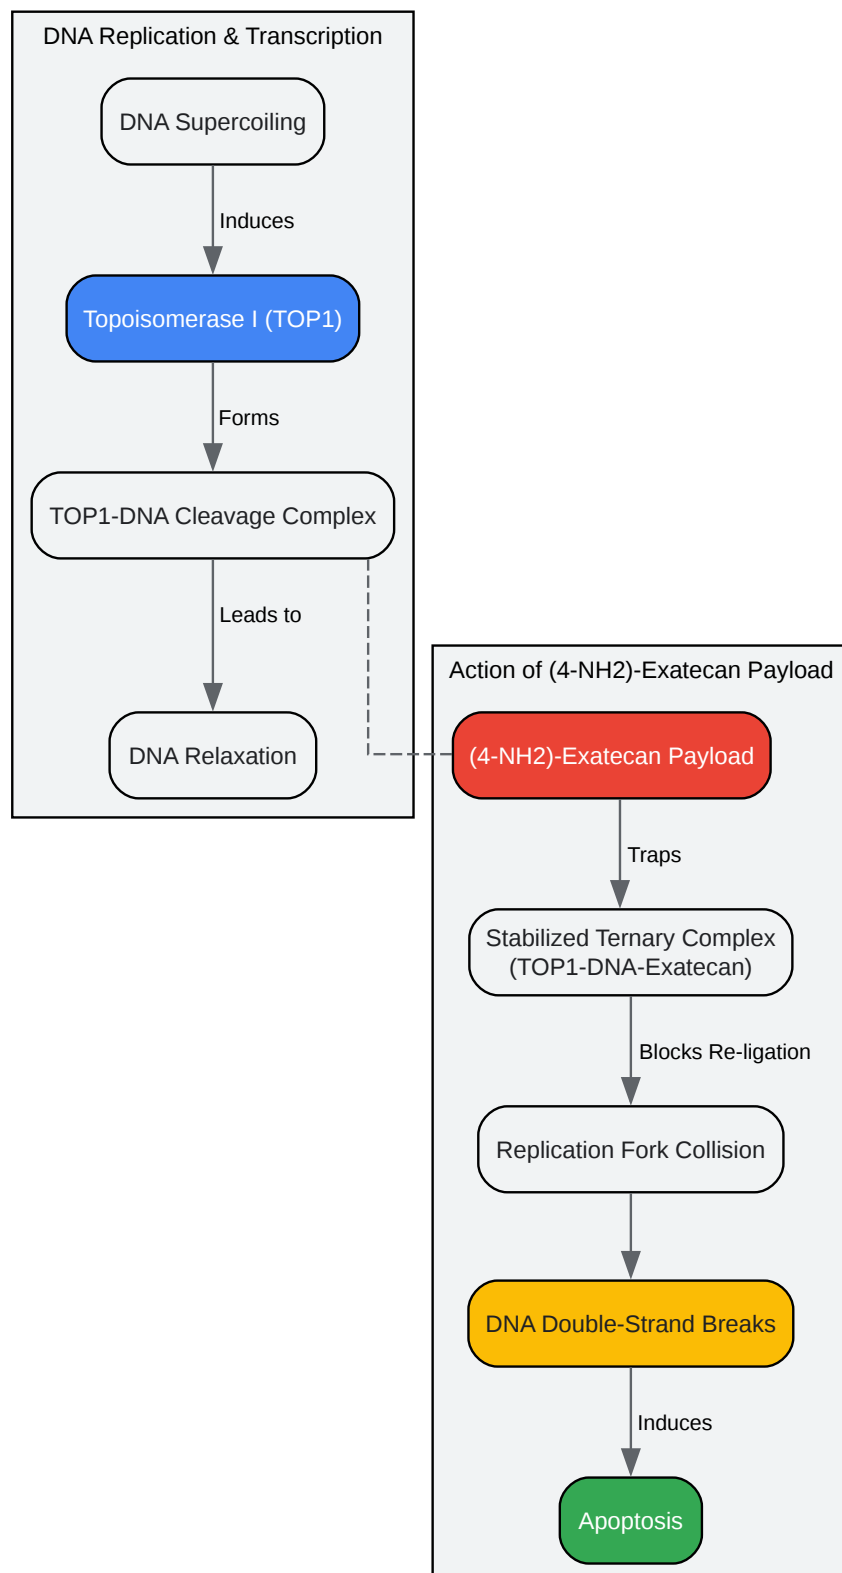 DNA Replication & Transcription
DNA Supercoiling
Induces
Topoisomerase I (TOP1)
Forms
TOP1-DNA Cleavage Complex
Leads to
DNA Relaxation
Action of (4-NH2)-Exatecan Payload
(4-NH2)-Exatecan Payload
Traps
Stabilized Ternary Complex
(TOP1-DNA-Exatecan)
Blocks Re-ligation
Replication Fork Collision
DNA Double-Strand Breaks
Induces
Apoptosis